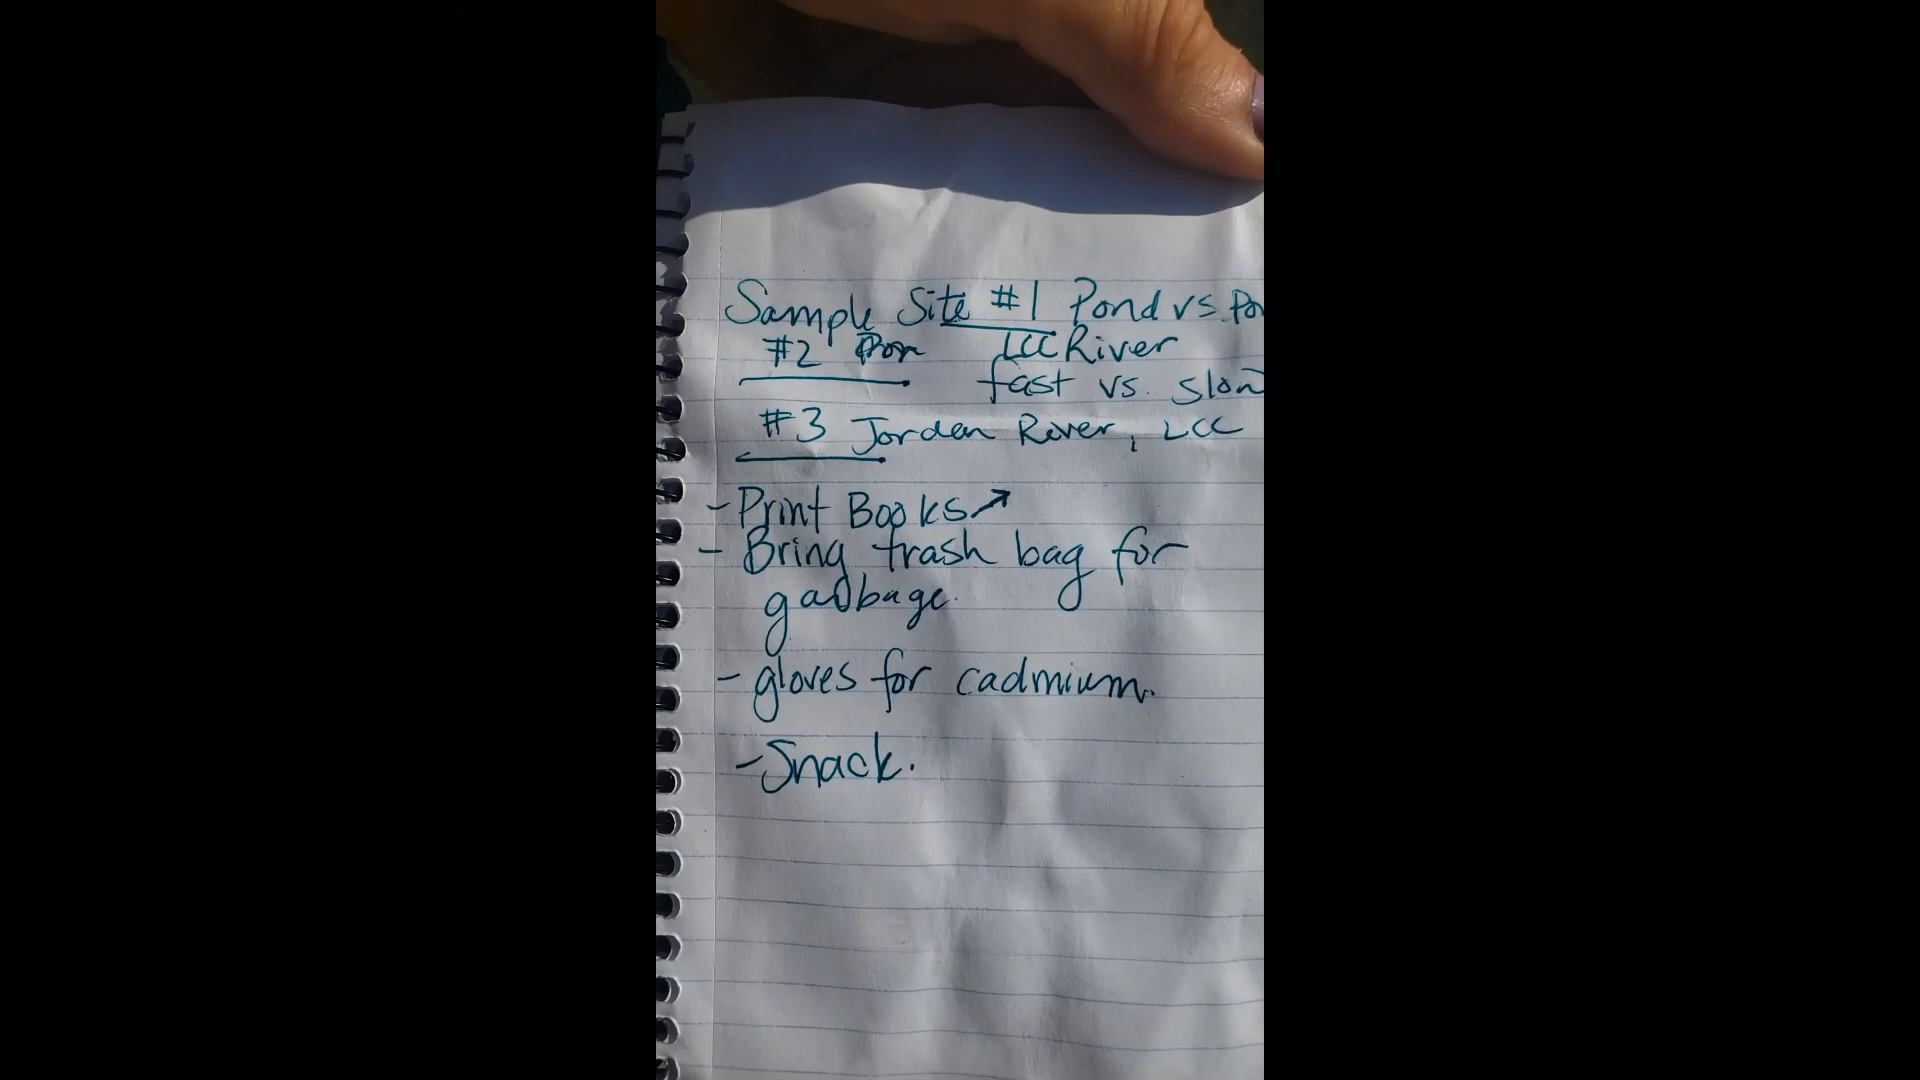 Sample Site #1 Pond vs
#2 LCC River
fast vs. slow
#3 Jorden River, LCC
- Print Books↗
- Bring trash bag for
garbage.
- gloves for cadmium.
- Snack.